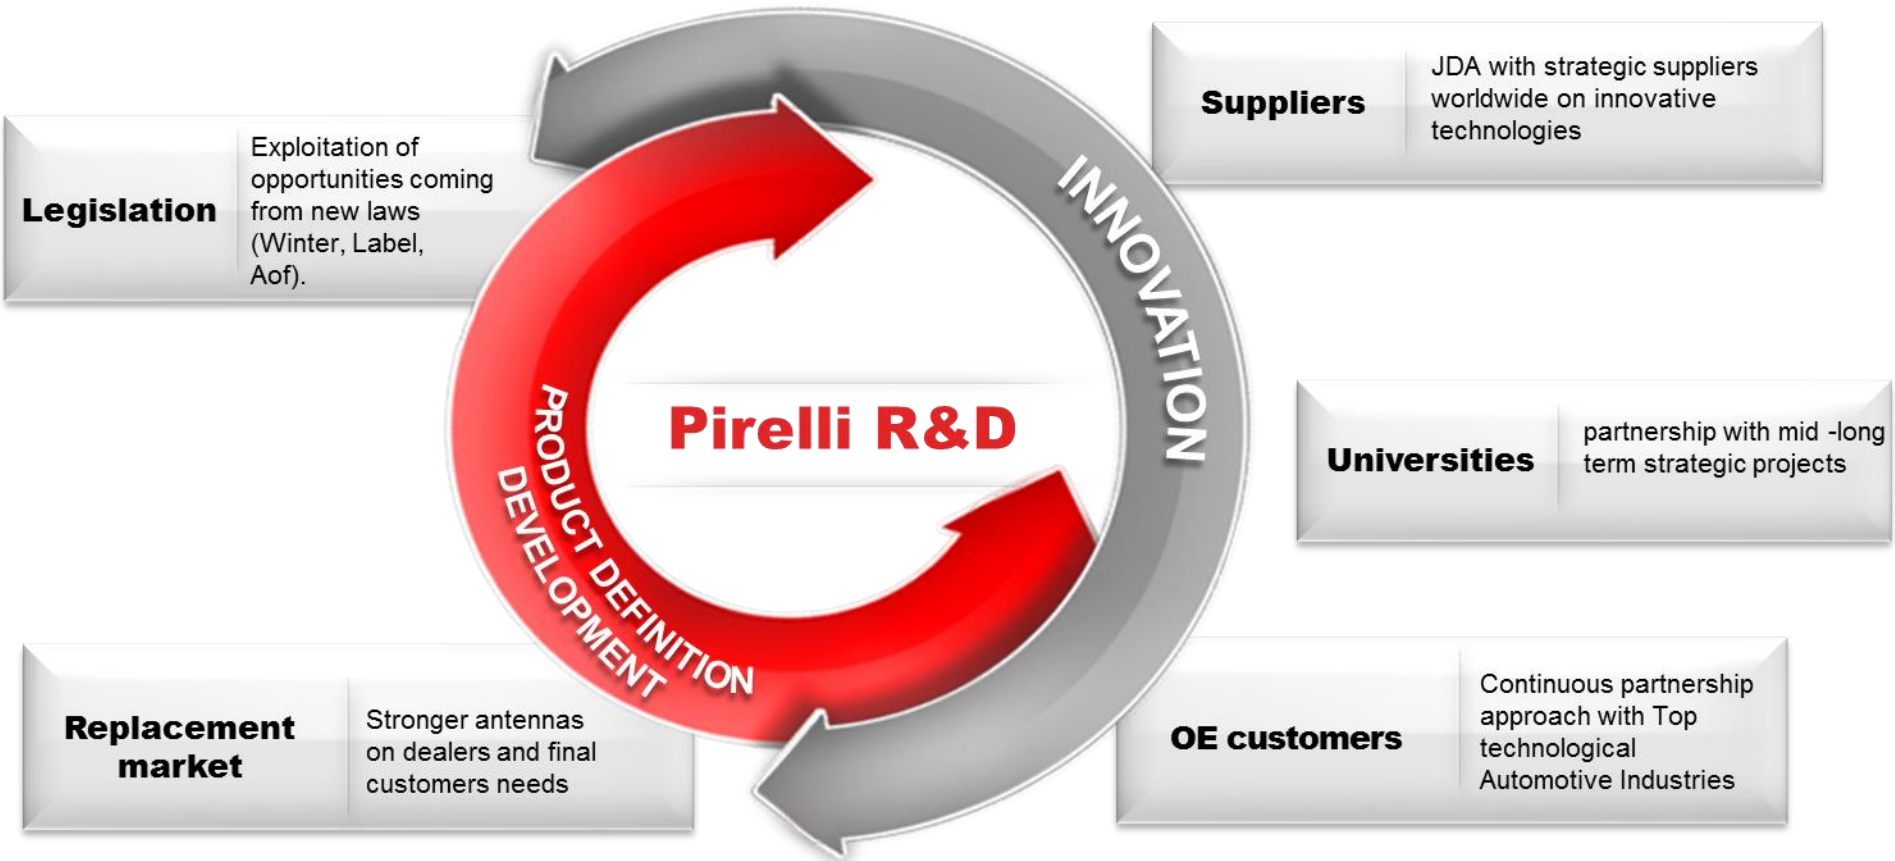 Suppliers
JDA with strategic suppliers
worldwide on innovative
technologies
Legislation
Exploitation of
opportunities coming
from new laws
(Winter, Label,
Aof).
INNOVATION
Pirelli R&D
PRODUCT DEFINITION
DEVELOPMENT
Universities
partnership with mid -long
term strategic projects
Replacement
market
Stronger antennas
on dealers and final
customers needs
OE customers
Continuous partnership
approach with Top
technological
Automotive Industries